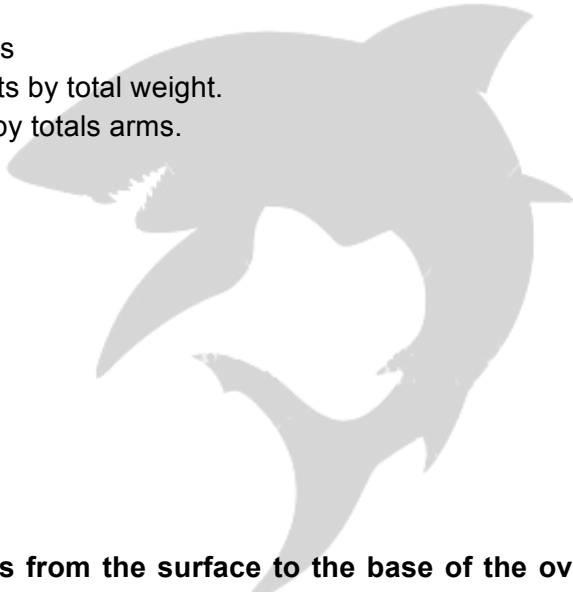 s
ts by total weight.
by totals arms.
s from the surface to the base of the ov